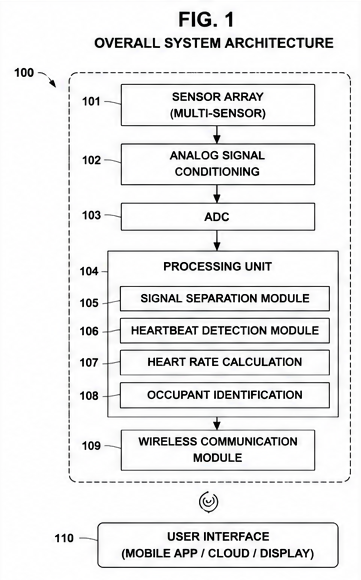 FIG. 1
OVERALL SYSTEM ARCHITECTURE
100
101
SENSOR ARRAY
(MULTI-SENSOR)
102
ANALOG SIGNAL
CONDITIONING
103
ADC
104
PROCESSING UNIT
105
SIGNAL SEPARATION MODULE
106
HEARTBEAT DETECTION MODULE
107
HEART RATE CALCULATION
108
OCCUPANT IDENTIFICATION
109
WIRELESS COMMUNICATION
MODULE
110
USER INTERFACE
(MOBILE APP / CLOUD / DISPLAY)